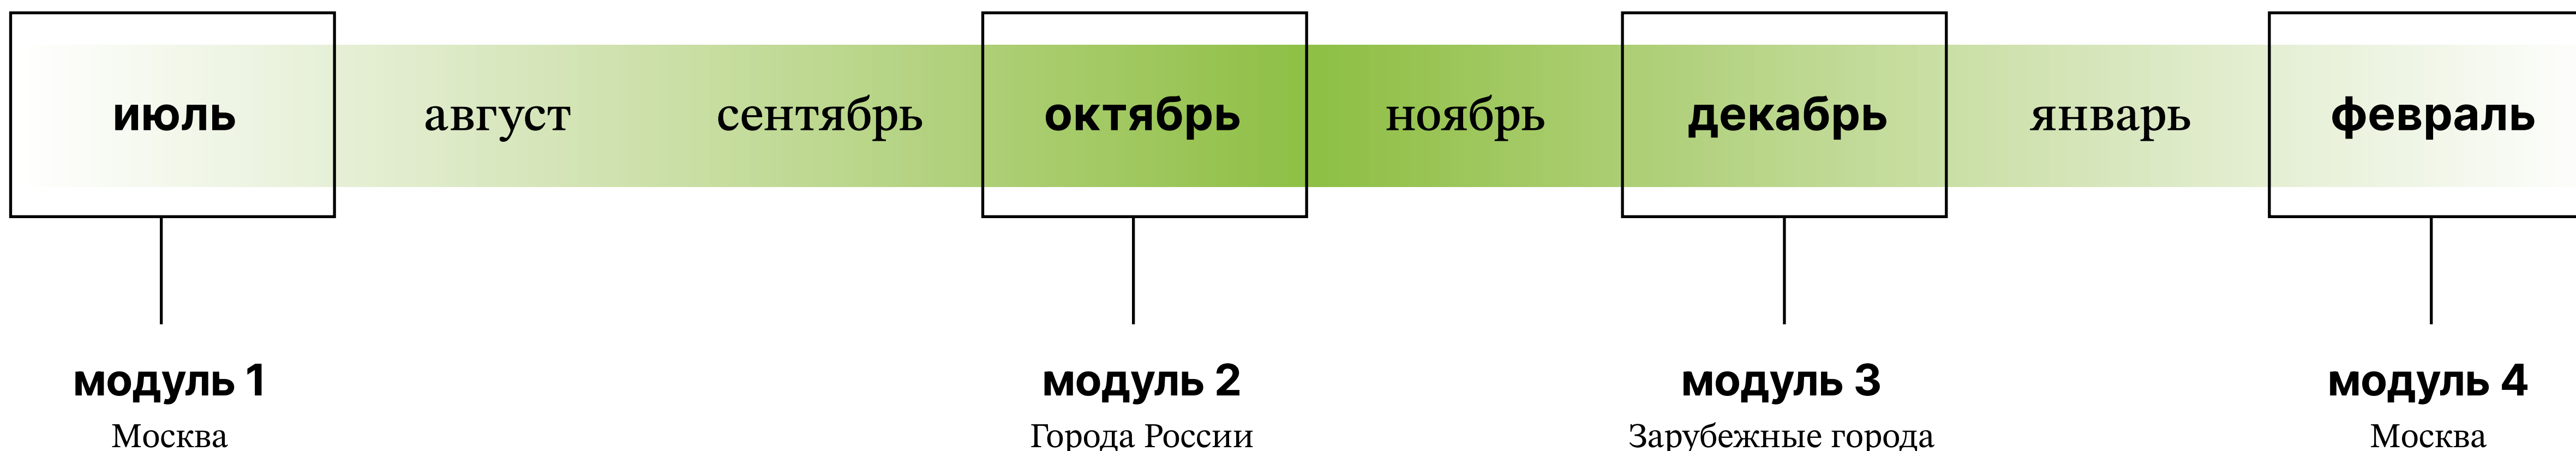 июль август сентябрь октябрь ноябрь декабрь январь февраль
модуль 1 модуль 2 модуль 3 модуль 4
Москва Города России Зарубежные города Москва